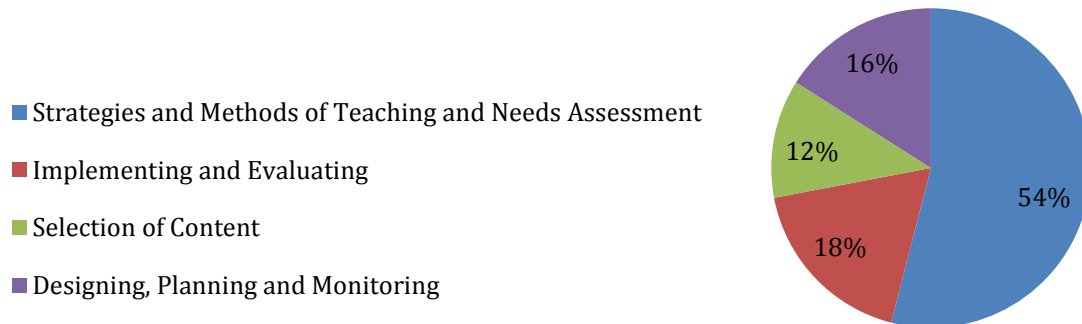 Strategies and Methods of Teaching and Needs Assessment
Implementing and Evaluating
Selection of Content
Designing, Planning and Monitoring
16%
12%
54%
18%